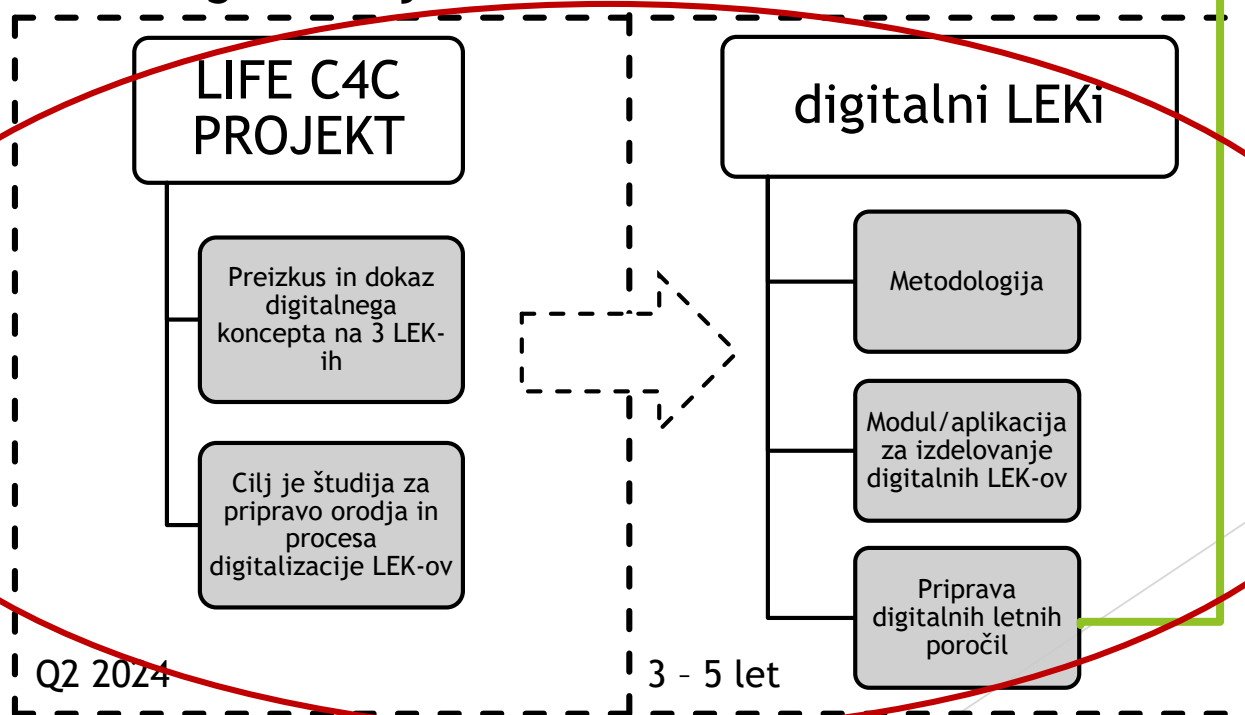 LIFE C4C
PROJEKT
Preizkus in dokaz
digitalnega
koncepta na 3 LEK-
ih
Cilj je študija za
pripravo orodja in
procesa
digitalizacije LEK-ov
Q2 2024
digitalni LEKi
Metodologija
Modul/aplikacija
za izdelovanje
digitalnih LEK-ov
Priprava
digitalnih letnih
poročil
3 – 5 let